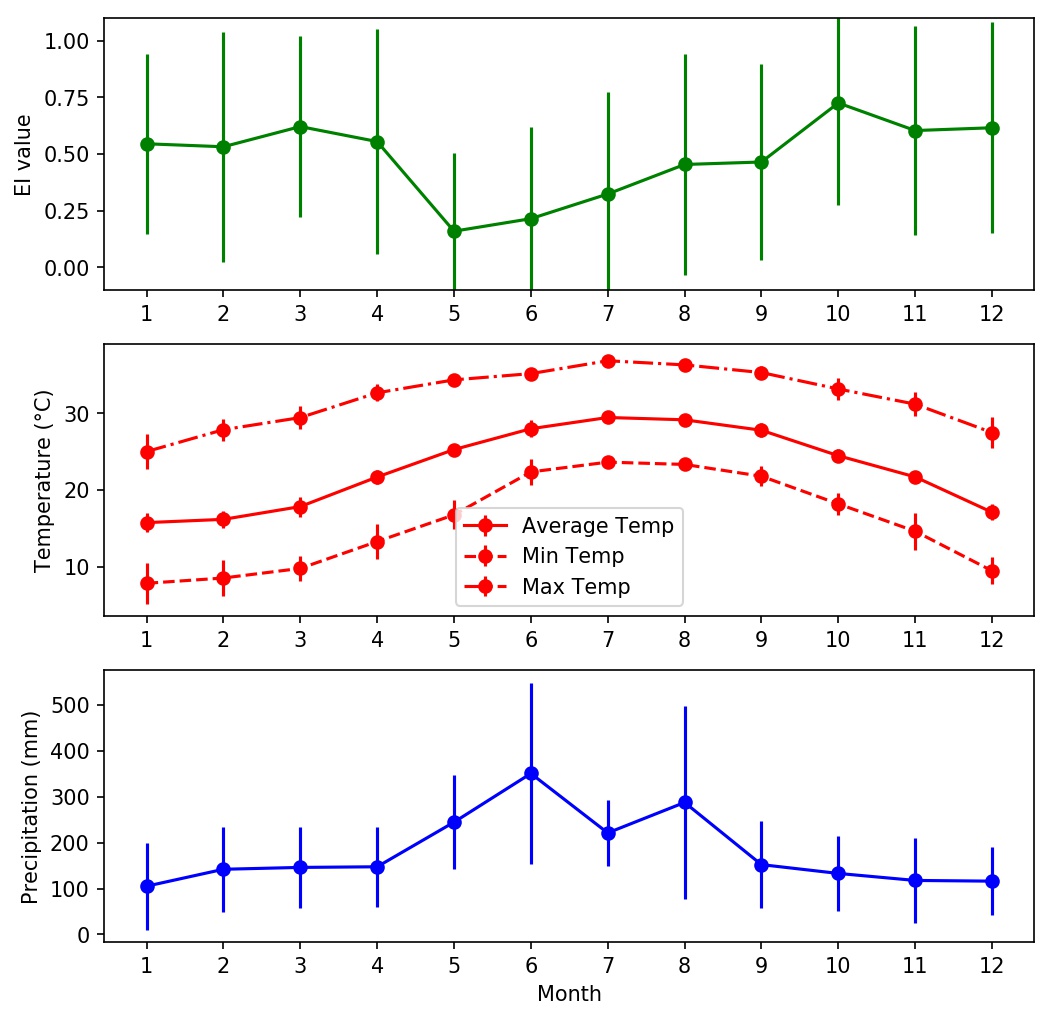 EI value
1.00
0.75
0.50
0.25
0.00
1 2 3 4 5 6 7 8 9 10 11 12
Temperature (°C)
30
20
10
Average Temp
Min Temp
Max Temp
1 2 3 4 5 6 7 8 9 10 11 12
Precipitation (mm)
500
400
300
200
100
0
1 2 3 4 5 6 7 8 9 10 11 12
Month